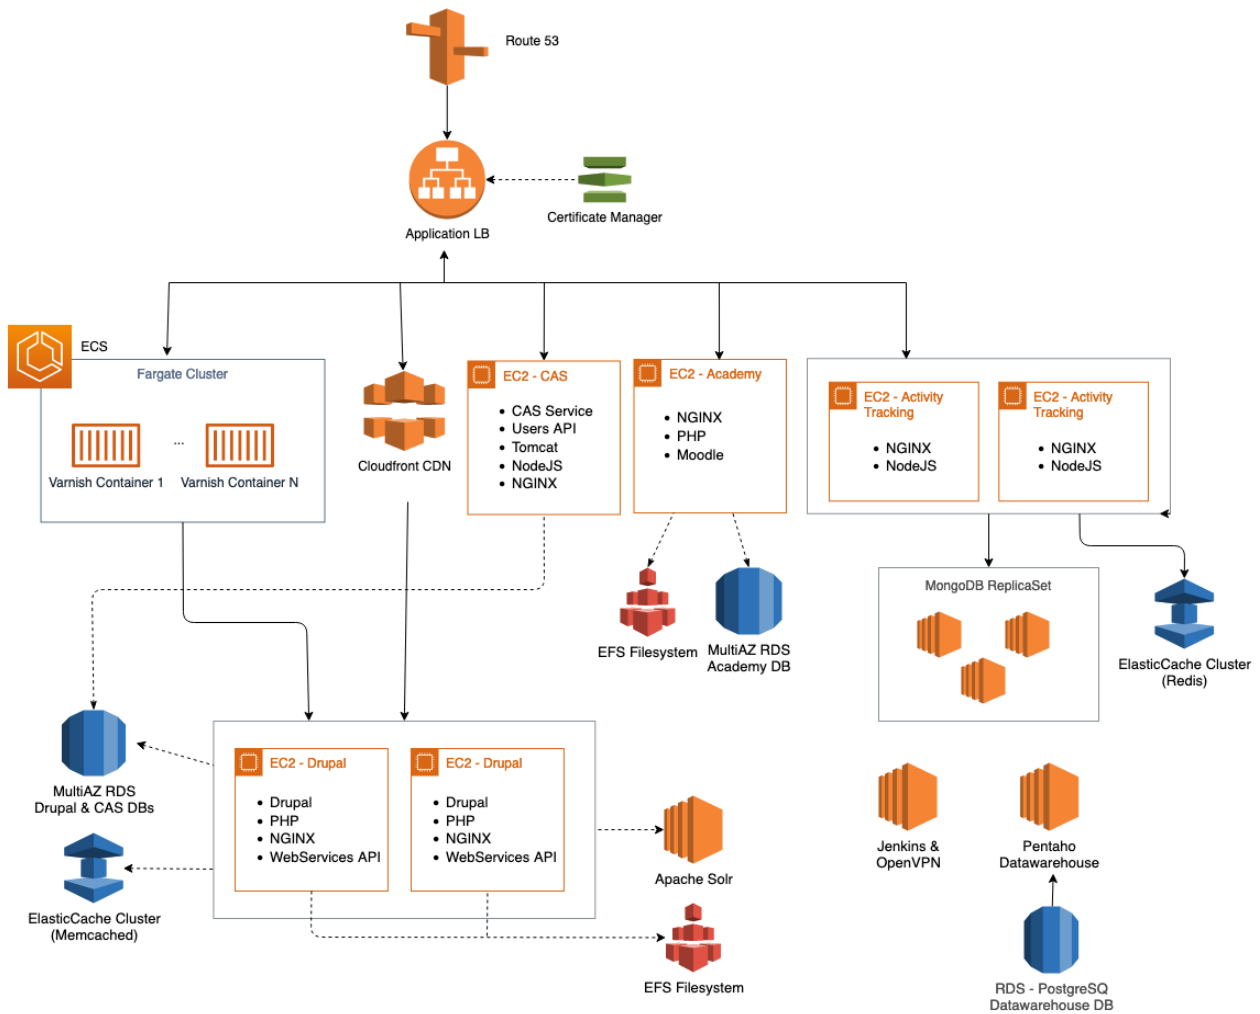 Route 53
Application LB
Certificate Manager
ECS
Fargate Cluster
Varnish Container 1
...
Varnish Container N
Cloudfront CDN
EC2 - CAS
• CAS Service
• Users API
• Tomcat
• NodeJS
• NGINX
EC2 - Academy
• NGINX
• PHP
• Moodle
EC2 - Activity
Tracking
• NGINX
• NodeJS
EC2 - Activity
Tracking
• NGINX
• NodeJS
EFS Filesystem
MultiAZ RDS
Academy DB
MongoDB ReplicaSet
ElasticCache Cluster
(Redis)
MultiAZ RDS
Drupal & CAS DBs
ElasticCache Cluster
(Memcached)
EC2 - Drupal
• Drupal
• PHP
• NGINX
• WebServices API
EC2 - Drupal
• Drupal
• PHP
• NGINX
• WebServices API
Apache Solr
EFS Filesystem
Jenkins &
OpenVPN
Pentaho
Datawarehouse
RDS - PostgreSQ
Datawarehouse DB